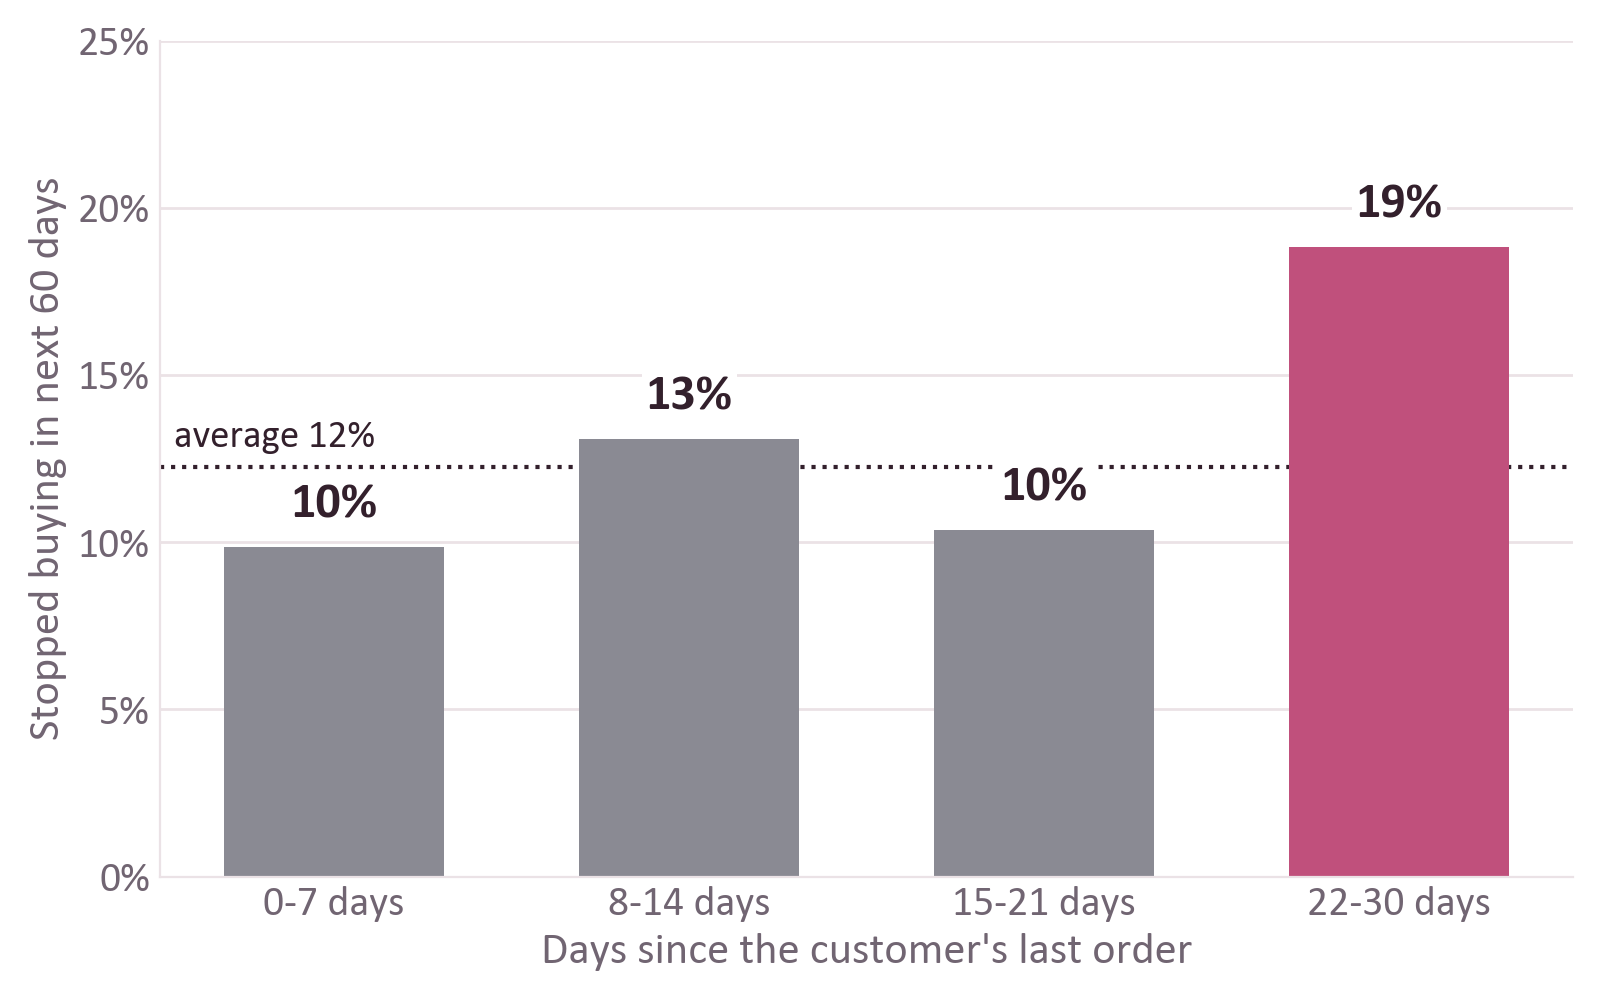 Stopped buying in next 60 days
25%
20%
15%
10%
5%
0%
average 12%
10%
13%
10%
19%
0-7 days
8-14 days
15-21 days
22-30 days
Days since the customer's last order